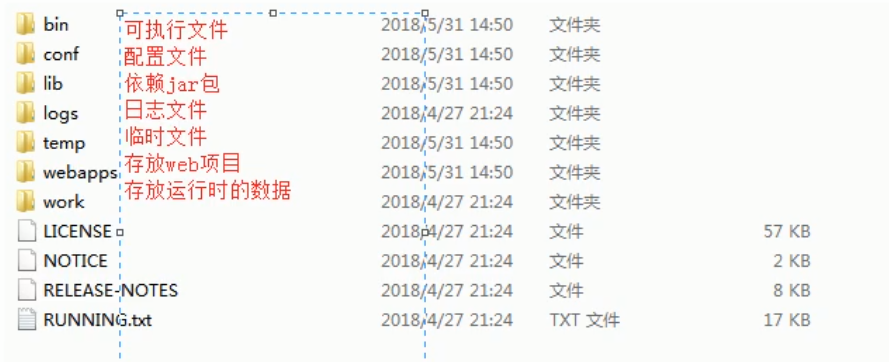 bin 可执行文件 2018/5/31 14:50 文件夹
conf 配置文件 2018/5/31 14:50 文件夹
lib 依赖jar包 2018/5/31 14:50 文件夹
logs 日志文件 2018/4/27 21:24 文件夹
temp 临时文件 2018/5/31 14:50 文件夹
webapps 存放web项目 2018/5/31 14:50 文件夹
work 存放运行时的数据 2018/4/27 21:24 文件夹
LICENSE 2018/4/27 21:24 文件 57 KB
NOTICE 2018/4/27 21:24 文件 2 KB
RELEASE-NOTES 2018/4/27 21:24 文件 8 KB
RUNNING.txt 2018/4/27 21:24 TXT 文件 17 KB